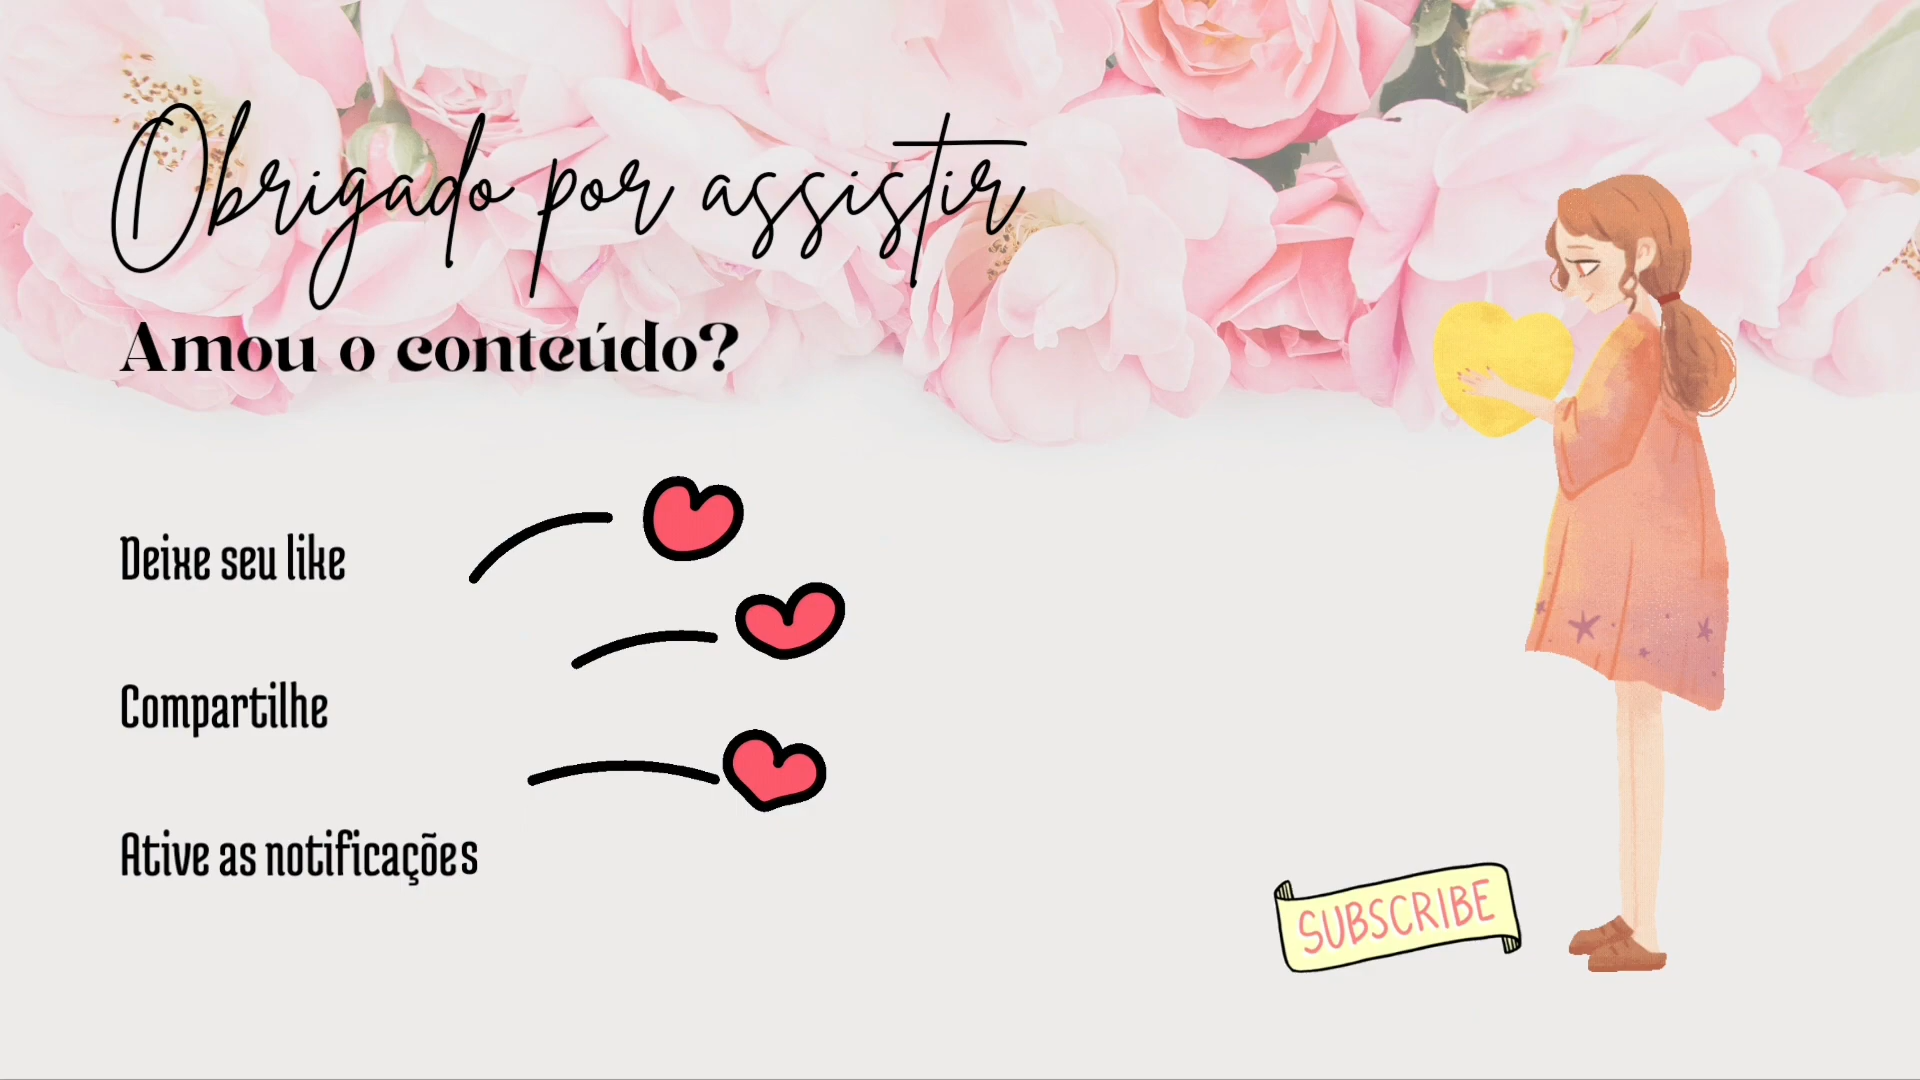 Obrigado por assistir
Amou o conteúdo?
Deixe seu like
Compartilhe
Ative as notificações
SUBSCRIBE